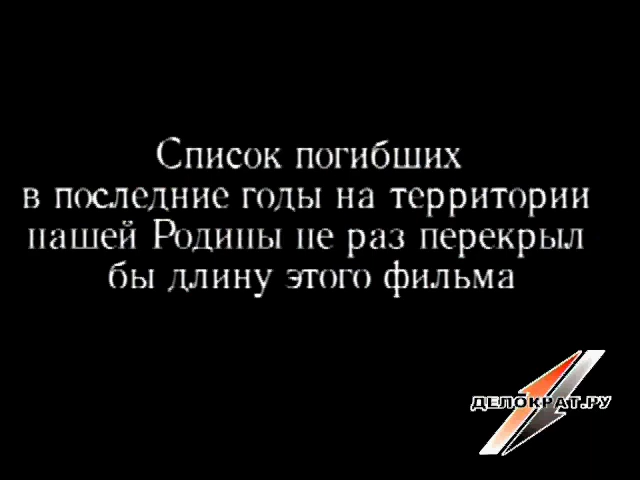 Список погибших
в последние годы на территории
нашей Родины не раз перекрыл
бы длину этого фильма
ДЕЛОКРАТ.РУ